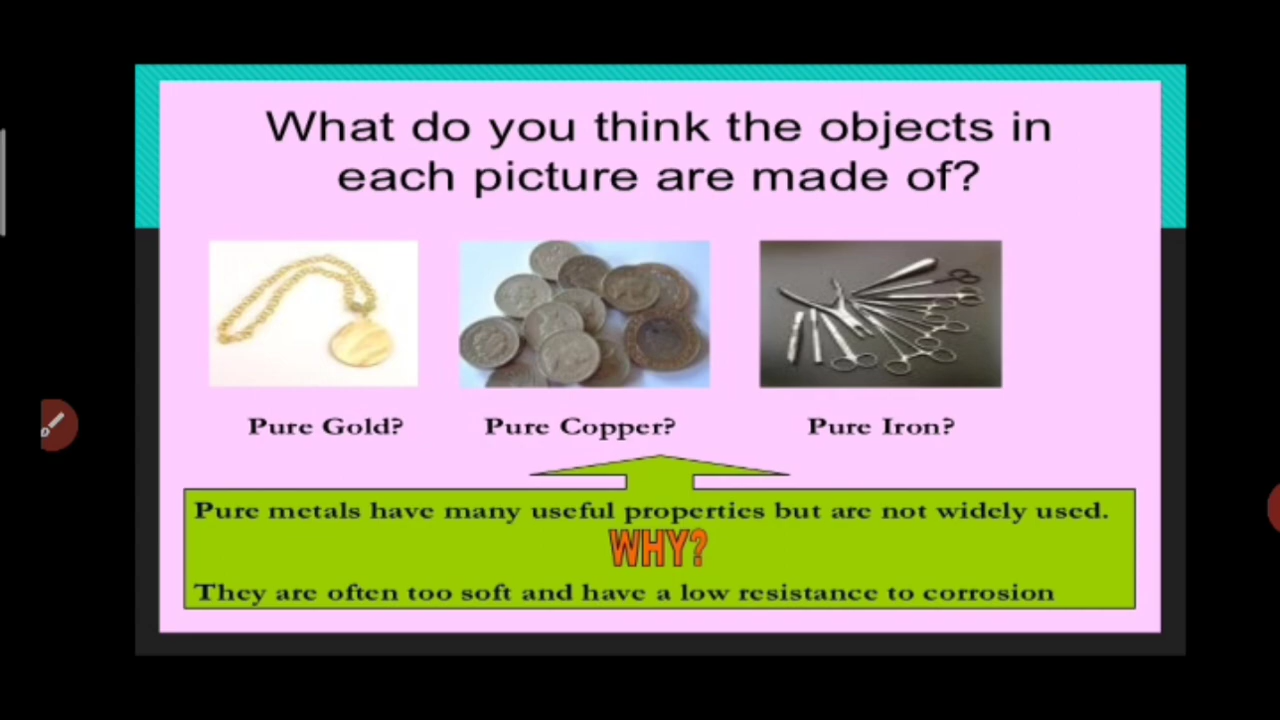 What do you think the objects in
each picture are made of?
Pure Gold? Pure Copper? Pure Iron?
Pure metals have many useful properties but are not widely used.
WHY?
They are often too soft and have a low resistance to corrosion